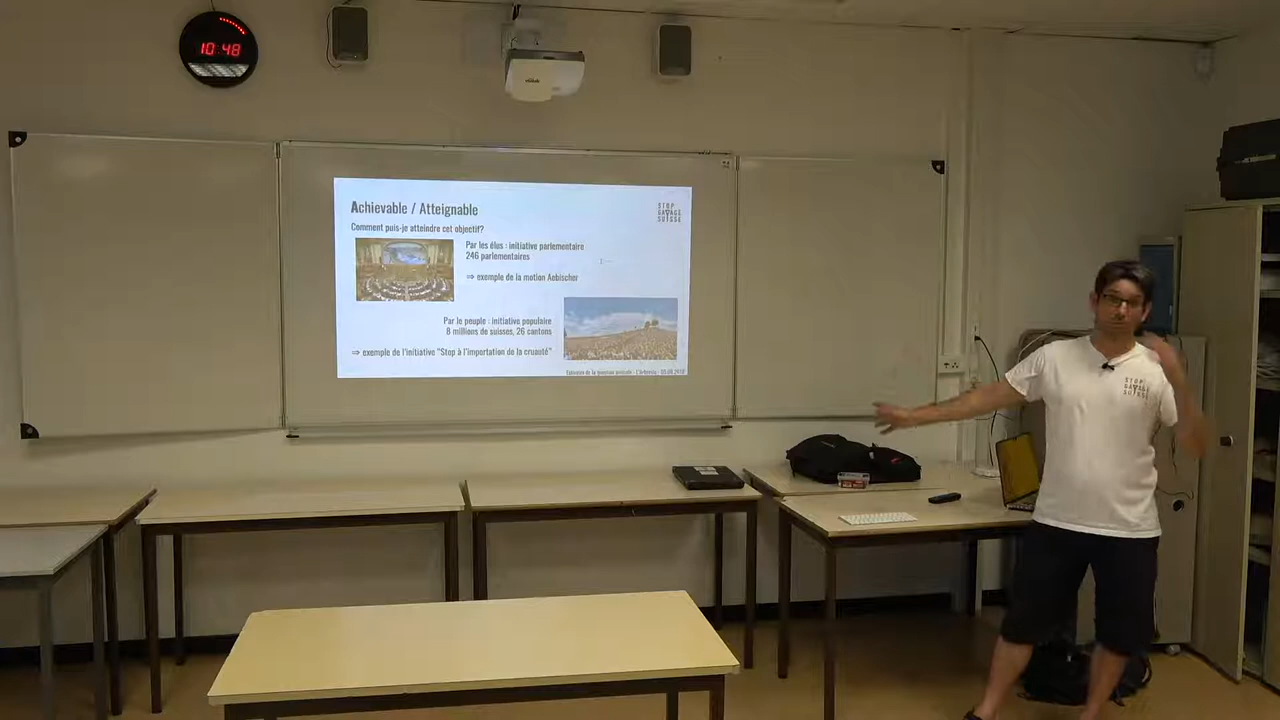 10:48
Achievable / Atteignable
STOP
GAVAGE
SUISSE
Comment puis-je atteindre cet objectif?
Par les élus : initiative parlementaire
246 parlementaires
⇒ exemple de la motion Aebischer
Par le peuple : initiative populaire
8 millions de suisses, 26 cantons
⇒ exemple de l'initiative "Stop à l'importation de la cruauté"
STOP
GAVAGE
SUISSE